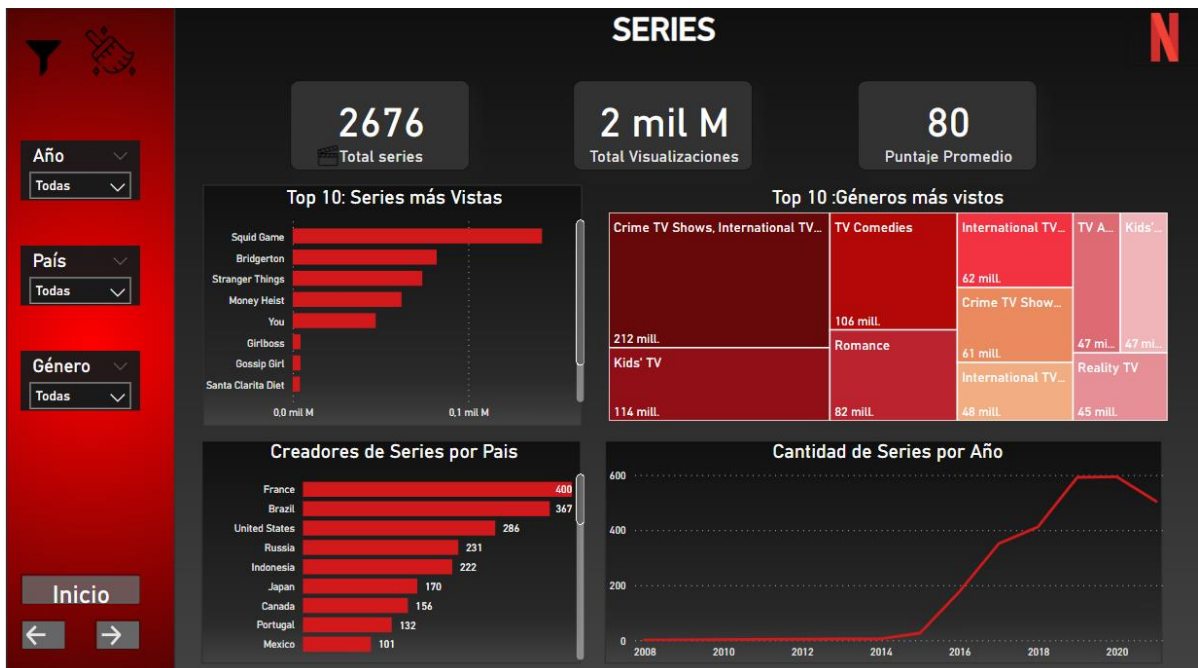 SERIES
N
2676
Total series
2 mil M
Total Visualizaciones
80
Puntaje Promedio
Año
Todas
País
Todas
Género
Todas
Inicio
Top 10: Series más Vistas
Squid Game
Bridgerton
Stranger Things
Money Heist
You
Girlboss
Gossip Girl
Santa Clarita Diet
0,0 mil M 0,1 mil M
Top 10 :Géneros más vistos
Crime TV Shows, International TV...
212 mill.
Kids' TV
114 mill.
TV Comedies
106 mill.
Romance
82 mill.
International TV...
62 mill.
Crime TV Show...
61 mill.
International TV...
48 mill.
TV A...
47 mi...
Kids'...
47 mi...
Reality TV
45 mill.
Creadores de Series por Pais
France 400
Brazil 367
United States 286
Russia 231
Indonesia 222
Japan 170
Canada 156
Portugal 132
Mexico 101
Cantidad de Series por Año
600
400
200
0
2008 2010 2012 2014 2016 2018 2020